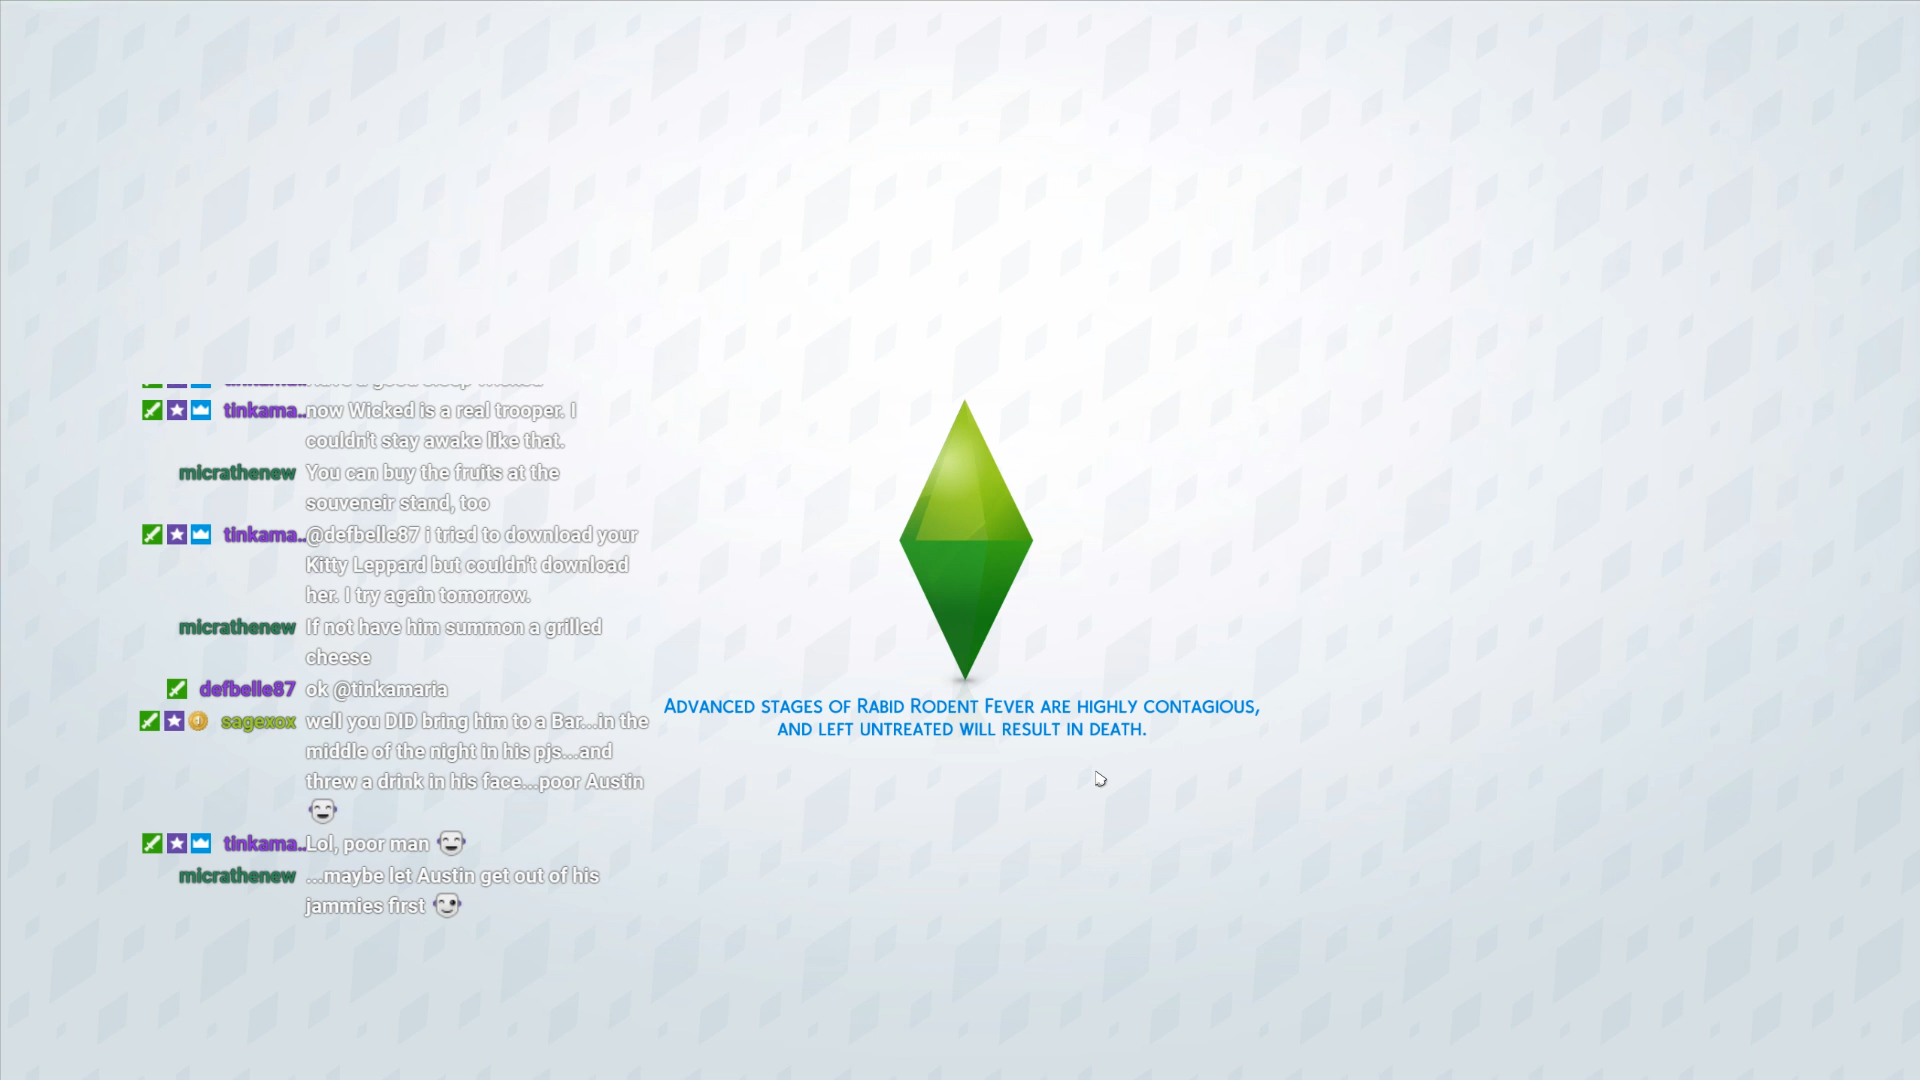 tinkama..now Wicked is a real trooper. I
couldn't stay awake like that.
micrathenew You can buy the fruits at the
souveneir stand, too
tinkama..@defbelle87 i tried to download your
Kitty Leppard but couldn't download
her. I try again tomorrow.
micrathenew If not have him summon a grilled
cheese
defbelle87 ok @tinkamaria
sagexox well you DID bring him to a Bar...in the
middle of the night in his pjs...and
threw a drink in his face...poor Austin
tinkama..Lol, poor man
micrathenew ...maybe let Austin get out of his
jammies first
ADVANCED STAGES OF RABID RODENT FEVER ARE HIGHLY CONTAGIOUS,
AND LEFT UNTREATED WILL RESULT IN DEATH.